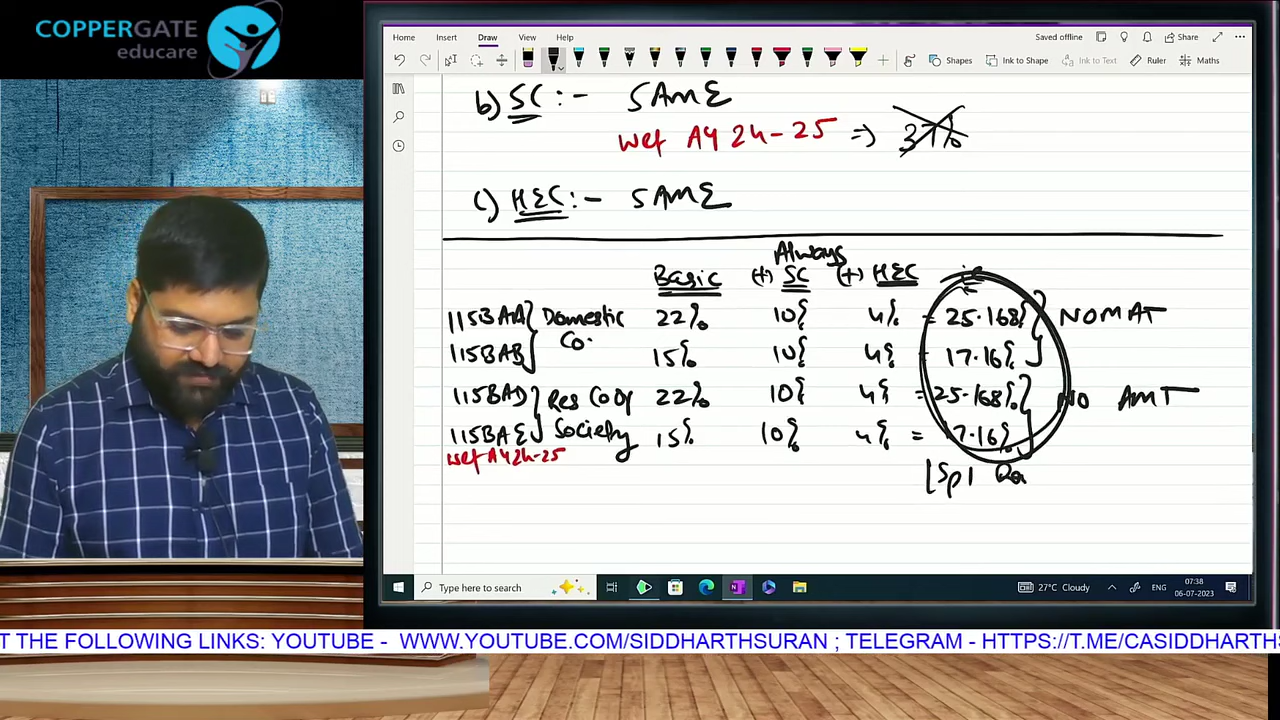 COPPERGATE
educare
Home Insert Draw View Help
Saved offline
Share
Shapes
Ink to Shape
Ink to Text
Ruler
Maths
b) SC :- SAME
wef AY 24-25 => 37%
c) HEC :- SAME
Always
Basic (+) SC (+) HEC
115BAA Domestic 22% 10% 4% = 25.168% NO MAT
Co.
115BAB 15% 10% 4% = 17.16%
115BAD Res CoOp 22% 10% 4% = 25.168% NO AMT
115BAE Society 15% 10% 4% = 17.16%
wef AY 24-25
[Spl Ra
Type here to search
27°C Cloudy
ENG
07:38
06-07-2023
T THE FOLLOWING LINKS: YOUTUBE - WWW.YOUTUBE.COM/SIDDHARTHSURAN ; TELEGRAM - HTTPS://T.ME/CASIDDHARTHS